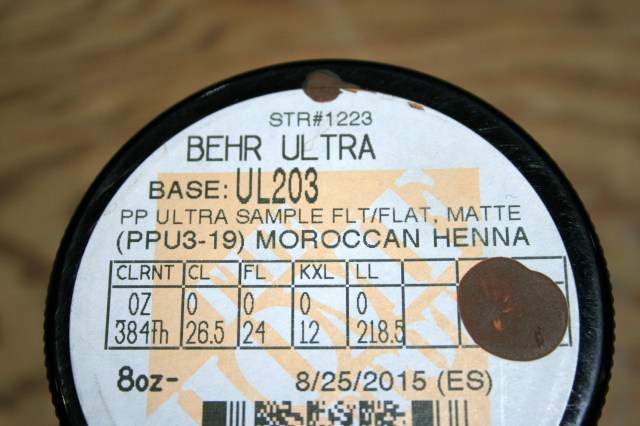 STR#1223
BEHR ULTRA
BASE: UL203
PP ULTRA SAMPLE FLT/FLAT, MATTE
(PPU3-19) MOROCCAN HENNA
CLRNT CL FL KXL LL
OZ 0 0 0 0
384th 26.5 24 12 218.5
8oz- 8/25/2015 (ES)